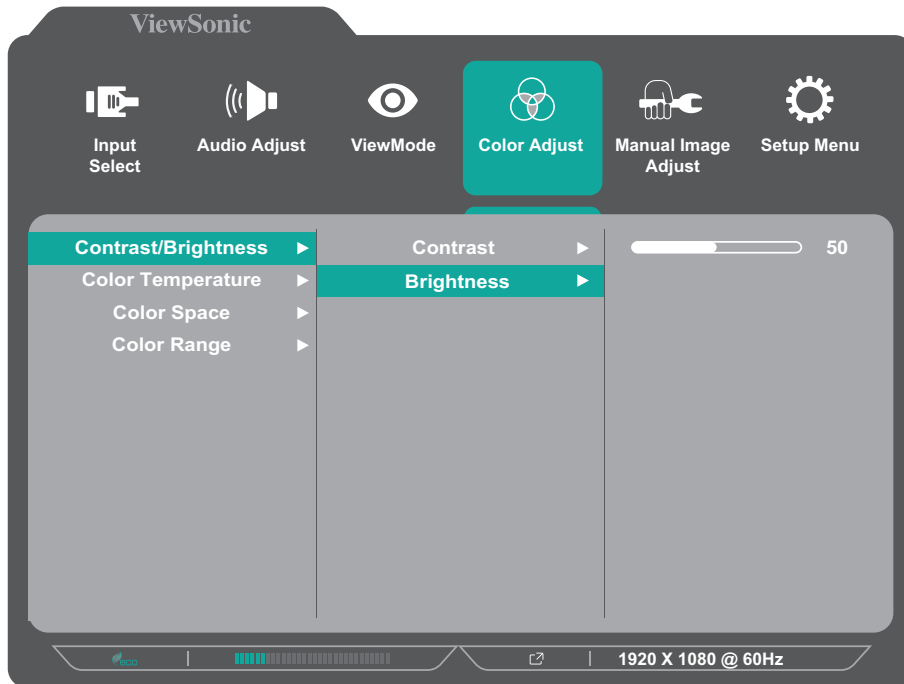 ViewSonic
Input
Select
Audio Adjust
ViewMode
Color Adjust
Manual Image
Adjust
Setup Menu
Contrast/Brightness
Color Temperature
Color Space
Color Range
Contrast
Brightness
50
eco
1920 X 1080 @ 60Hz